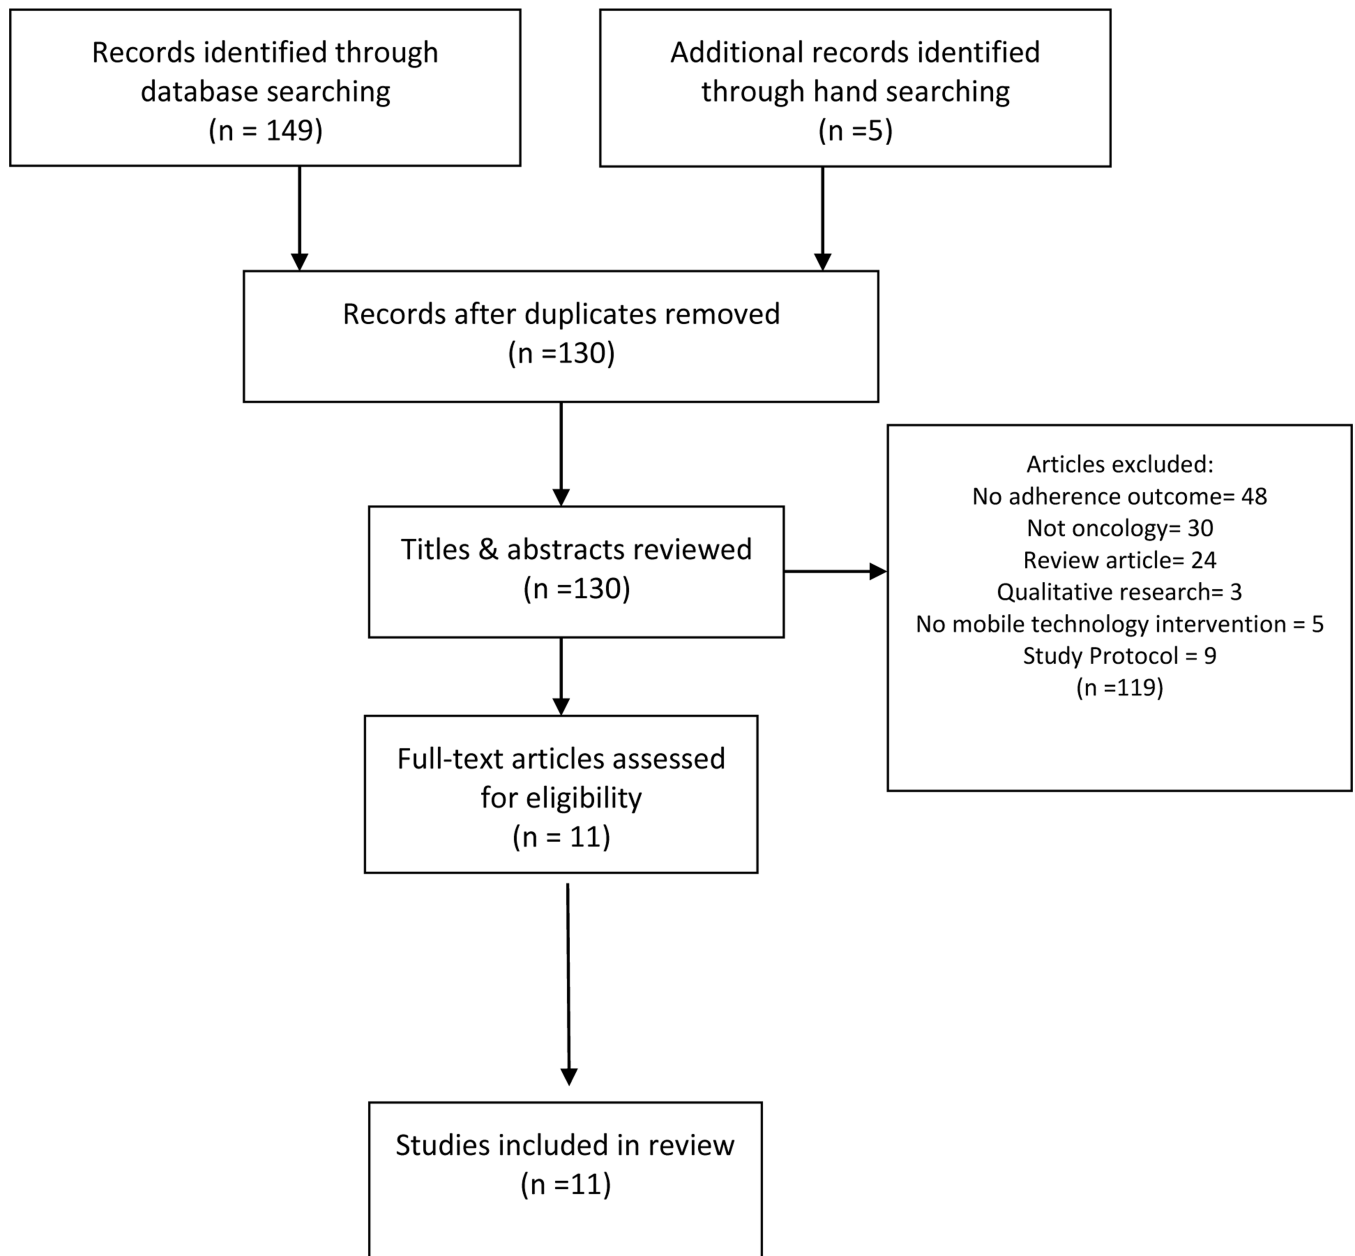 Records identified through
database searching
(n = 149)
Additional records identified
through hand searching
(n =5)
Records after duplicates removed
(n =130)
Titles & abstracts reviewed
(n =130)
Articles excluded:
No adherence outcome= 48
Not oncology= 30
Review article= 24
Qualitative research= 3
No mobile technology intervention = 5
Study Protocol = 9
(n =119)
Full-text articles assessed
for eligibility
(n = 11)
Studies included in review
(n =11)